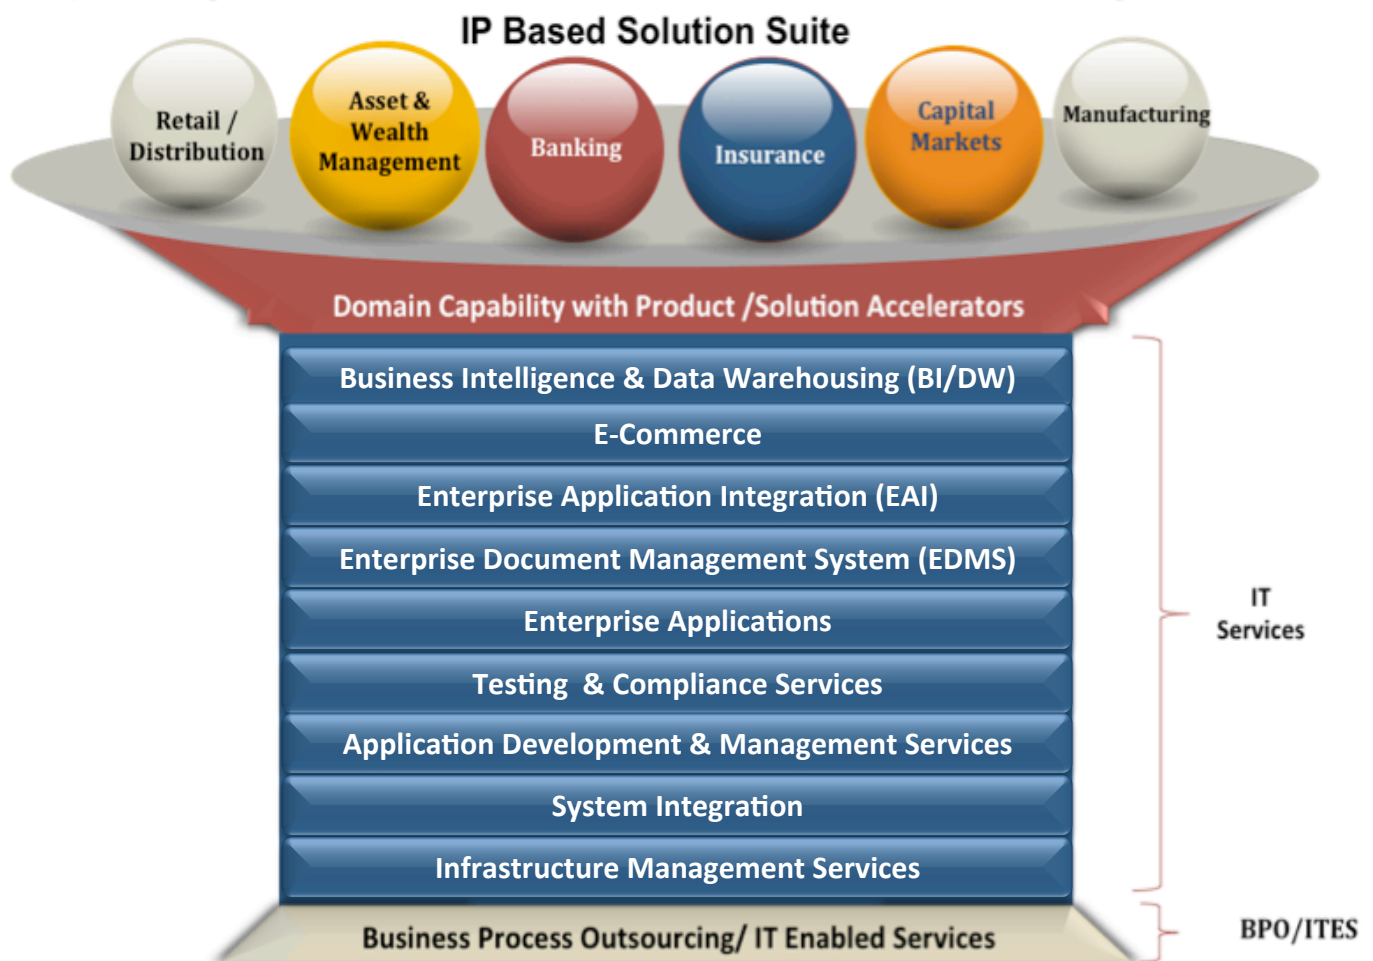 IP Based Solution Suite
Retail /
Distribution
Asset &
Wealth
Management
Banking
Insurance
Capital
Markets
Manufacturing
Domain Capability with Product /Solution Accelerators
Business Intelligence & Data Warehousing (BI/DW)
E-Commerce
Enterprise Application Integration (EAI)
Enterprise Document Management System (EDMS)
Enterprise Applications
Testing & Compliance Services
Application Development & Management Services
System Integration
Infrastructure Management Services
IT
Services
Business Process Outsourcing/ IT Enabled Services
BPO/ITES